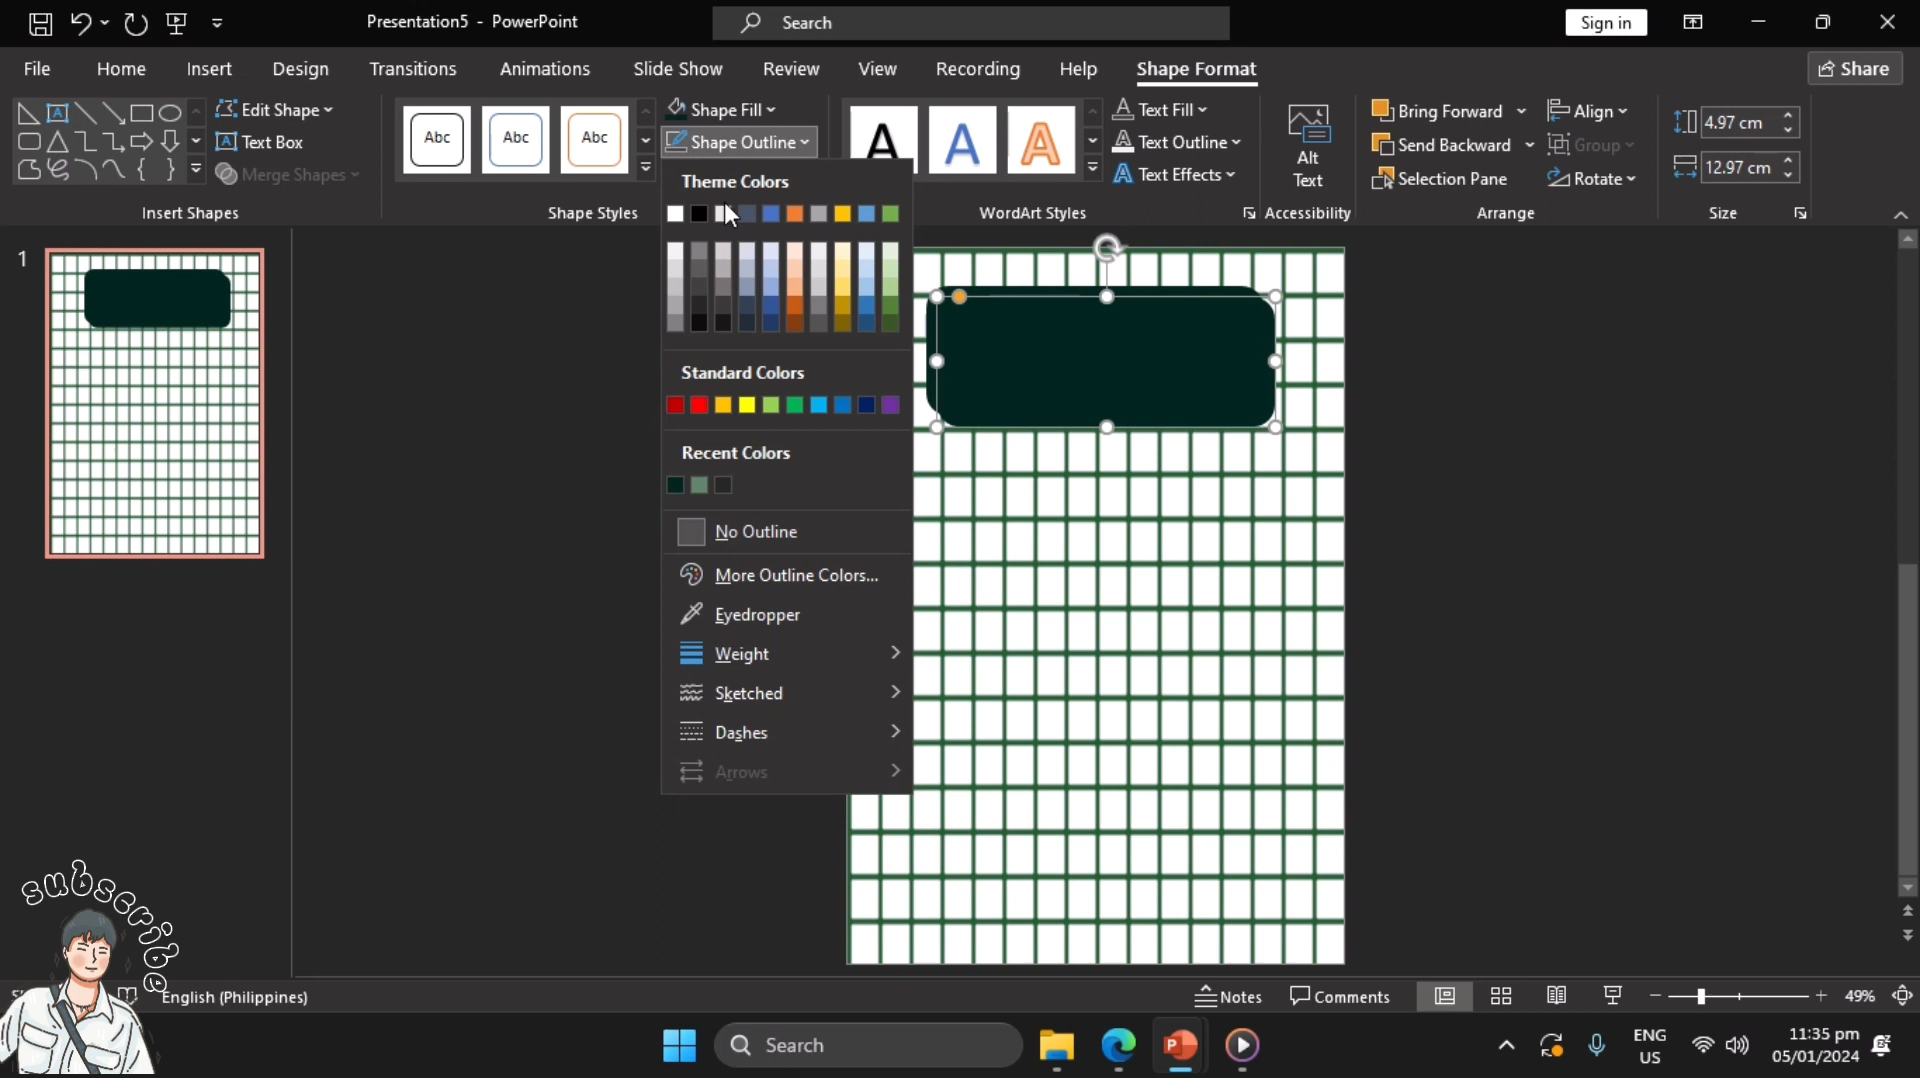 Presentation5 - PowerPoint
Search
Sign in
File
Home
Insert
Design
Transitions
Animations
Slide Show
Review
View
Recording
Help
Shape Format
Share
Edit Shape
Text Box
Merge Shapes
Insert Shapes
Abc
Abc
Abc
Shape Fill
Shape Outline
Shape Styles
A
A
A
Text Fill
Text Outline
Text Effects
WordArt Styles
Alt
Text
Accessibility
Bring Forward
Send Backward
Selection Pane
Align
Group
Rotate
Arrange
4.97 cm
12.97 cm
Size
1
Theme Colors
Standard Colors
Recent Colors
No Outline
More Outline Colors...
Eyedropper
Weight
Sketched
Dashes
Arrows
subscribe
English (Philippines)
Notes
Comments
49%
Search
ENG
US
11:35 pm
05/01/2024